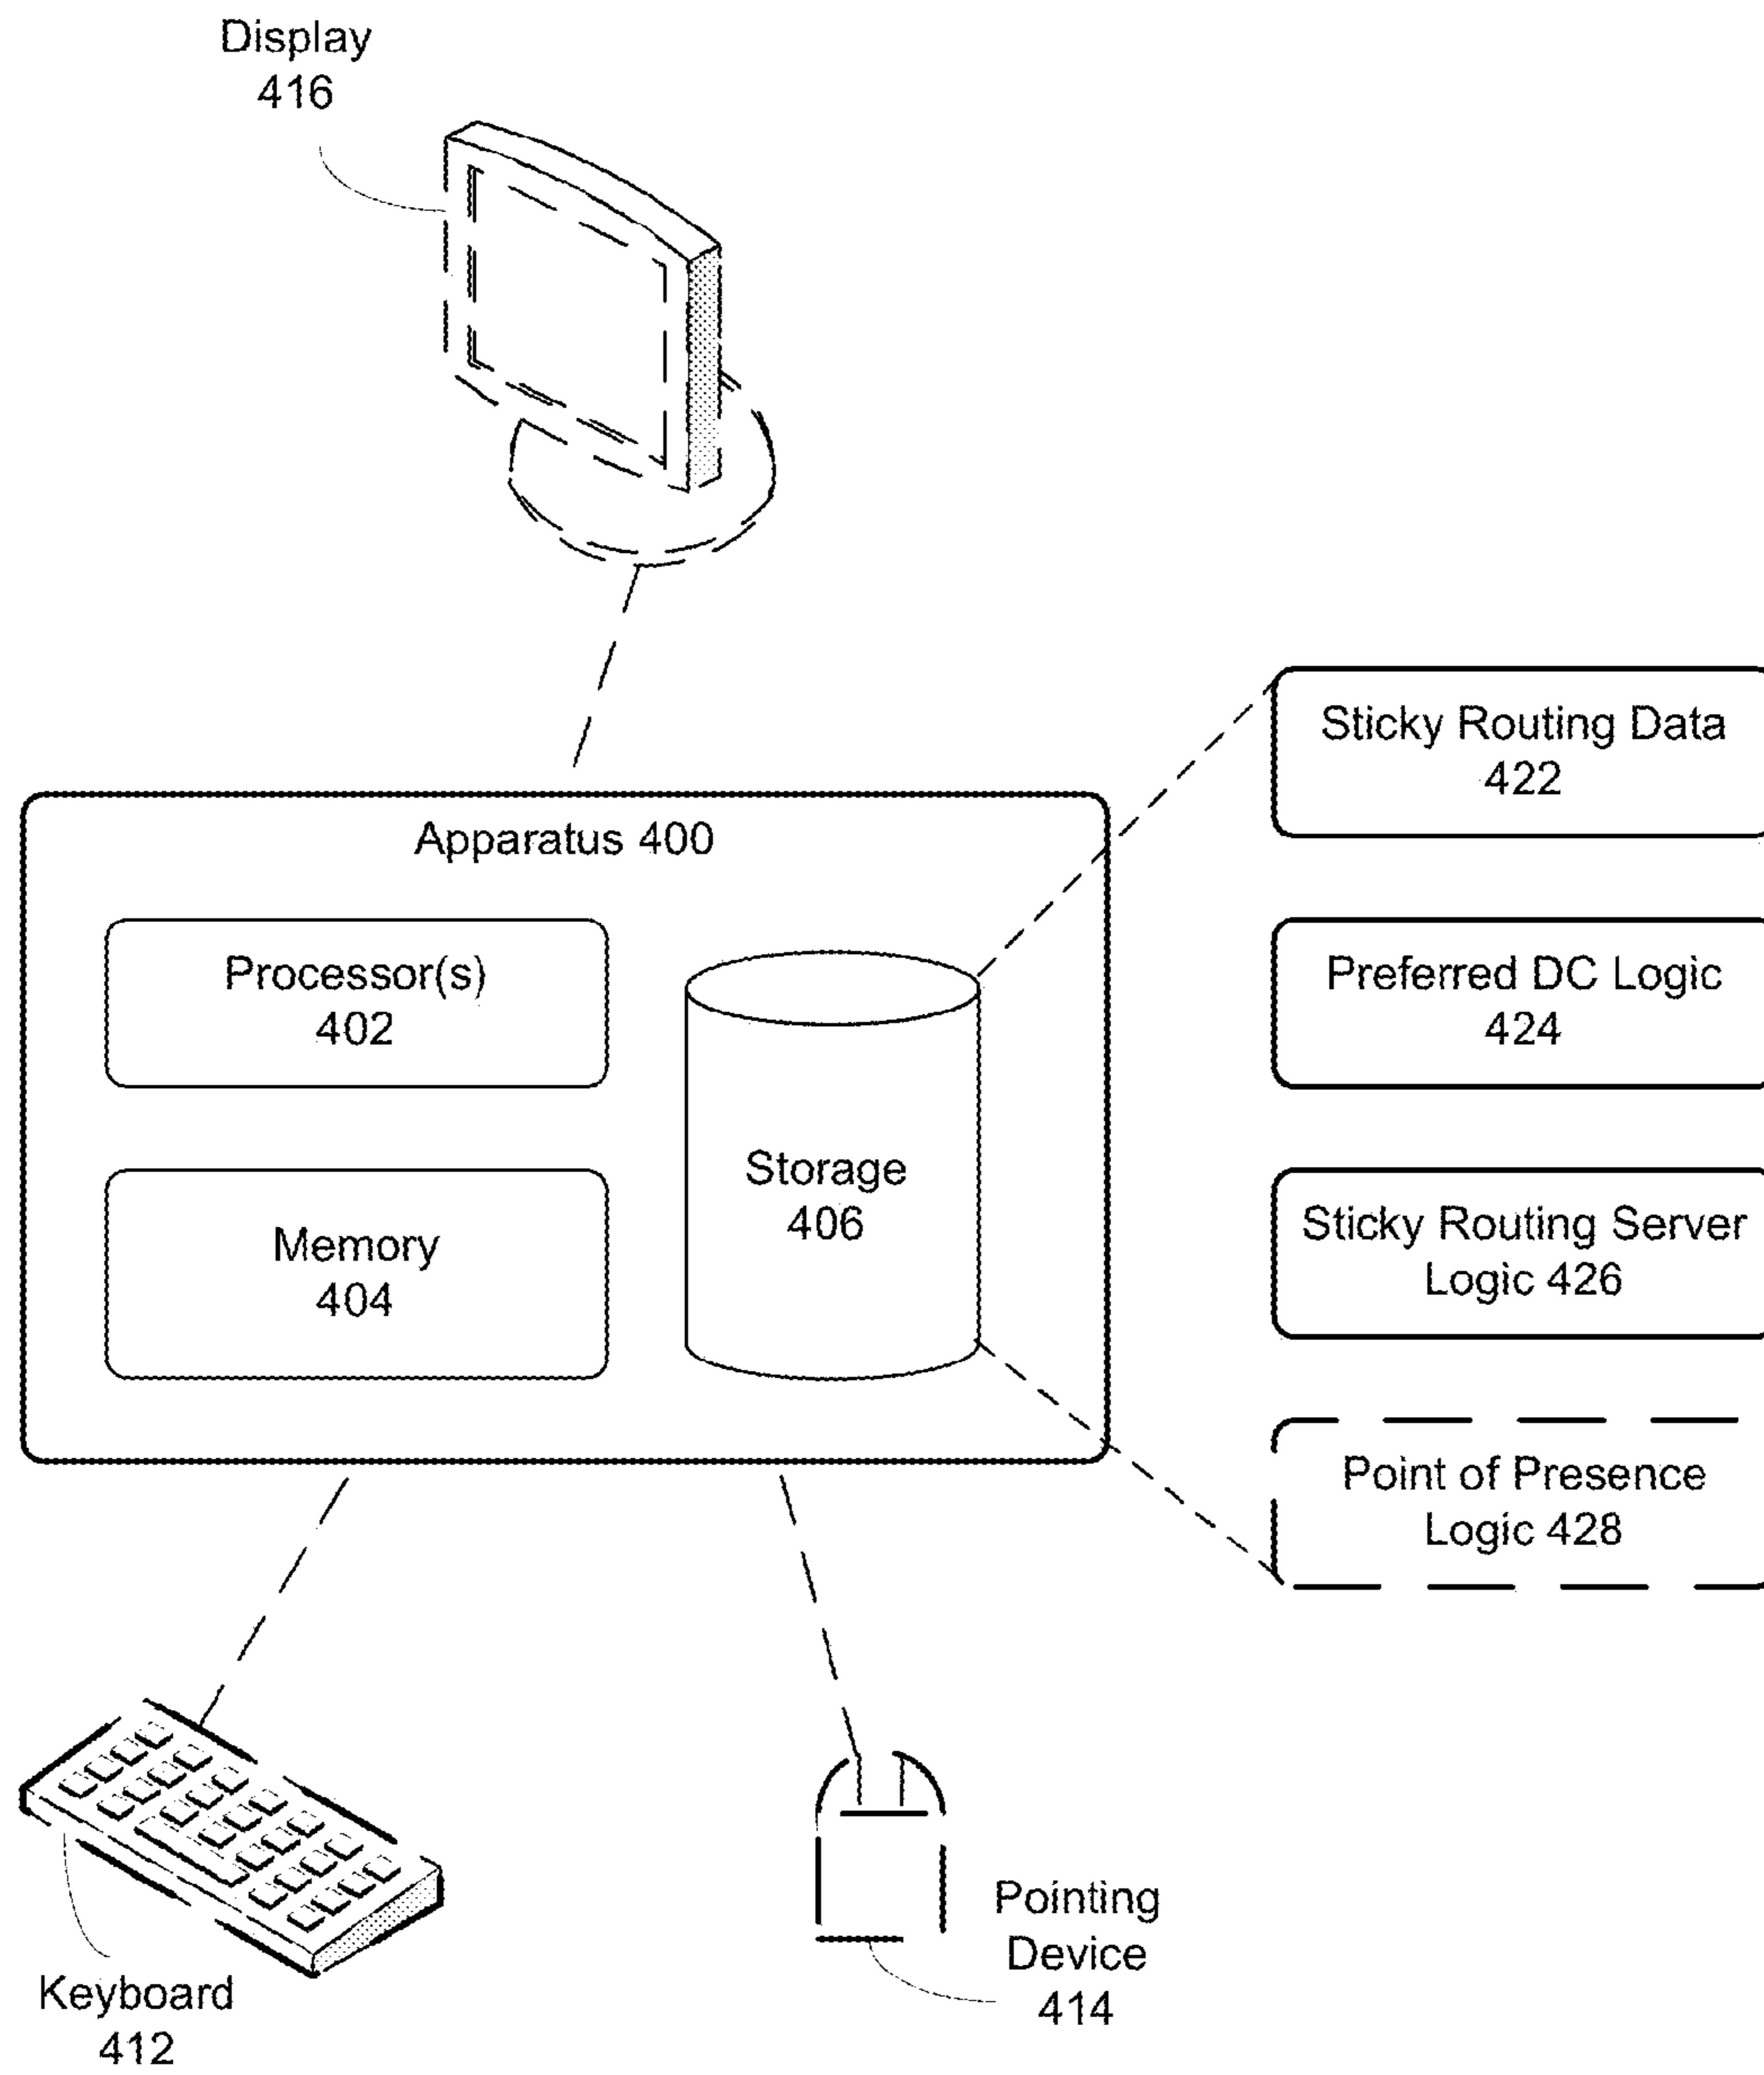 Display
416
Sticky Routing Data
422
Apparatus 400
Processor(s)
402
Preferred DC Logic
424
Storage
406
Memory
404
Sticky Routing Server
Logic 426
Point of Presence
Logic 428
Pointing
Device
414
Keyboard
412